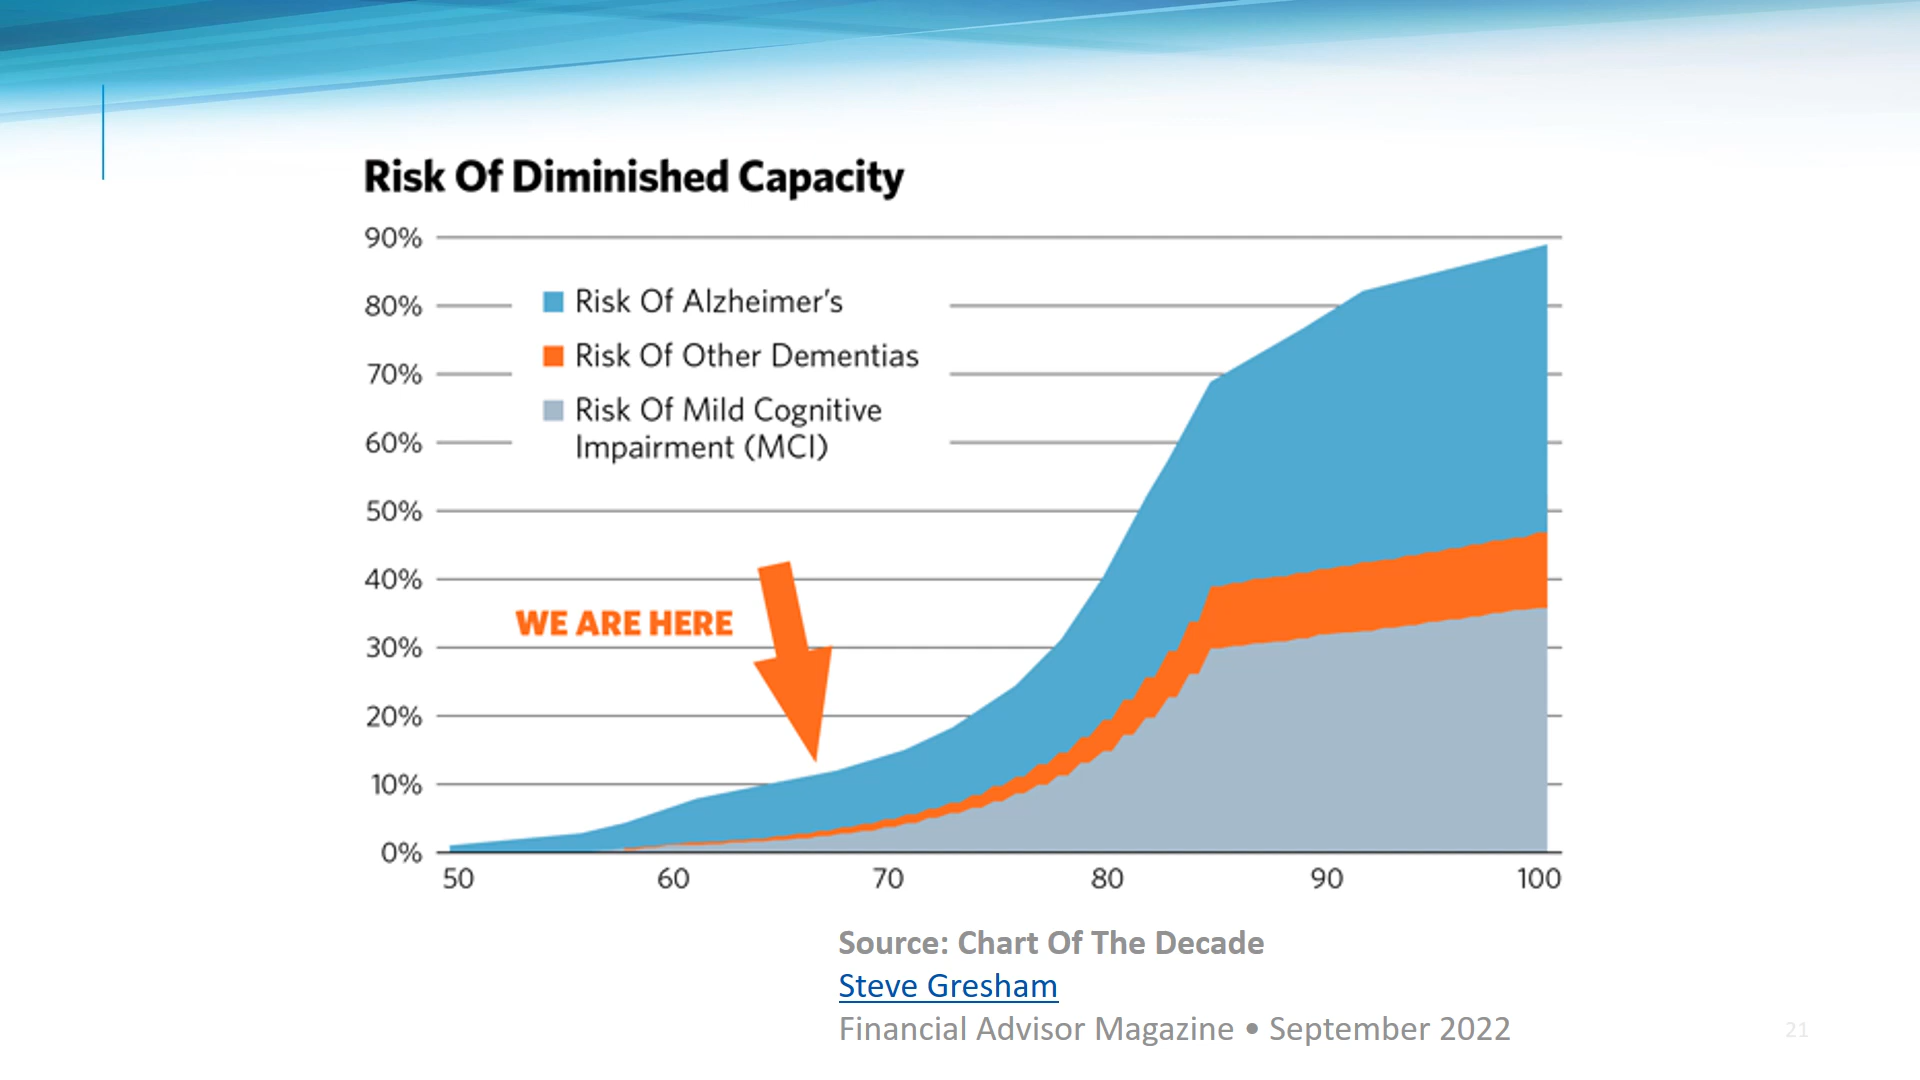 Risk Of Diminished Capacity
90%
80%
70%
60%
50%
40%
30%
20%
10%
0%
Risk Of Alzheimer's
Risk Of Other Dementias
Risk Of Mild Cognitive
Impairment (MCI)
WE ARE HERE
50 60 70 80 90 100
Source: Chart Of The Decade
Steve Gresham
Financial Advisor Magazine • September 2022
21